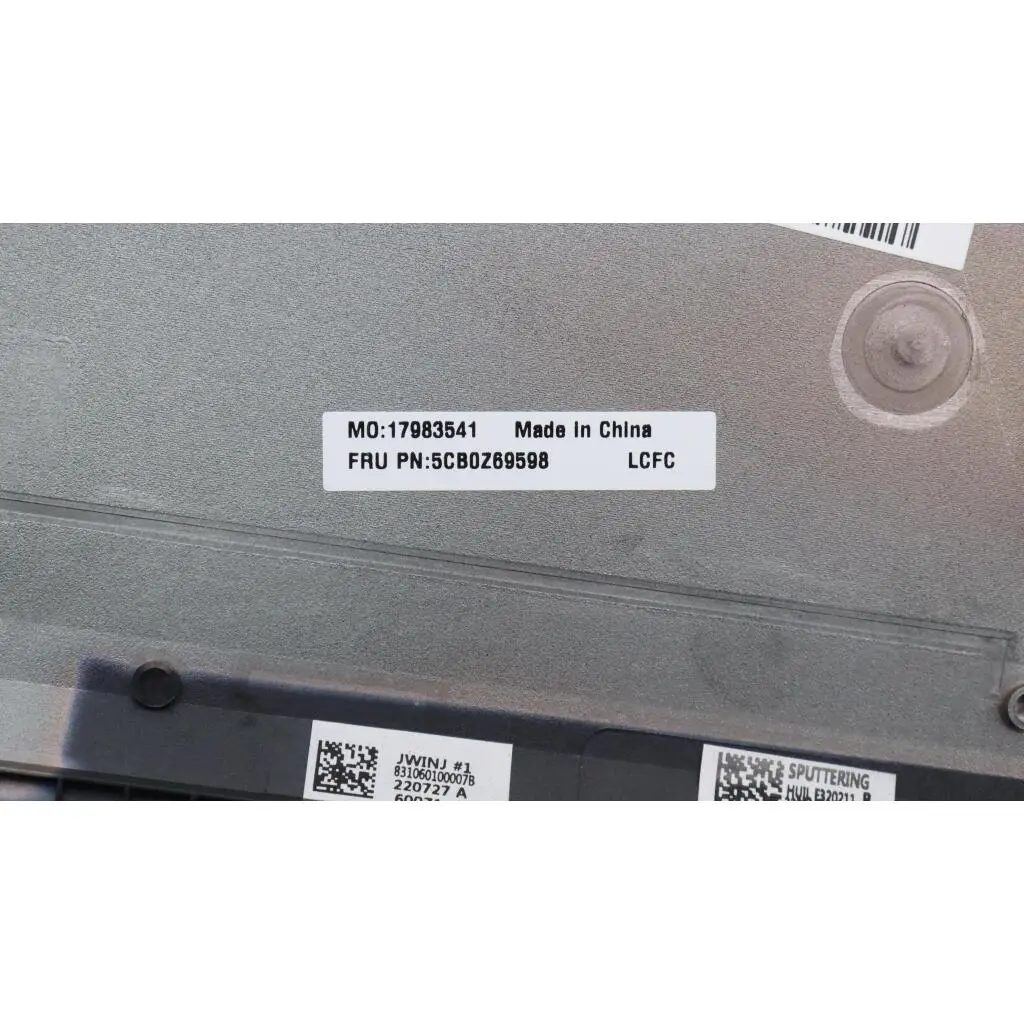 MO:17983541 Made in China
FRU PN:5CB0Z69598 LCFC
JWINJ #1
831060100007B
220727 A
SPUTTERING